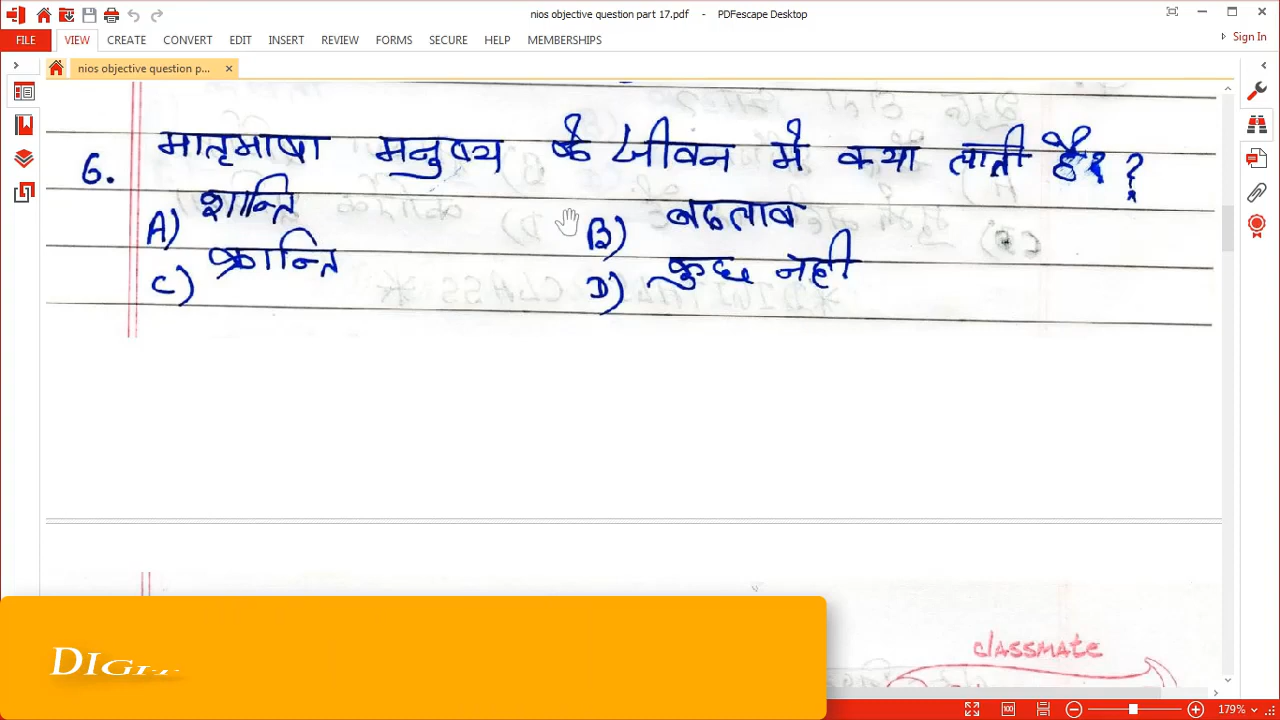 nios objective question part 17.pdf - PDFescape Desktop
FILE VIEW CREATE CONVERT EDIT INSERT REVIEW FORMS SECURE HELP MEMBERSHIPS Sign In
nios objective question p...
6. मातृभाषा मनुष्य के जीवन मे क्या लाती है ?
A) शान्ति B) बदलाव
C) क्रान्ति D) कुछ नही
DIGIT
classmate
179%